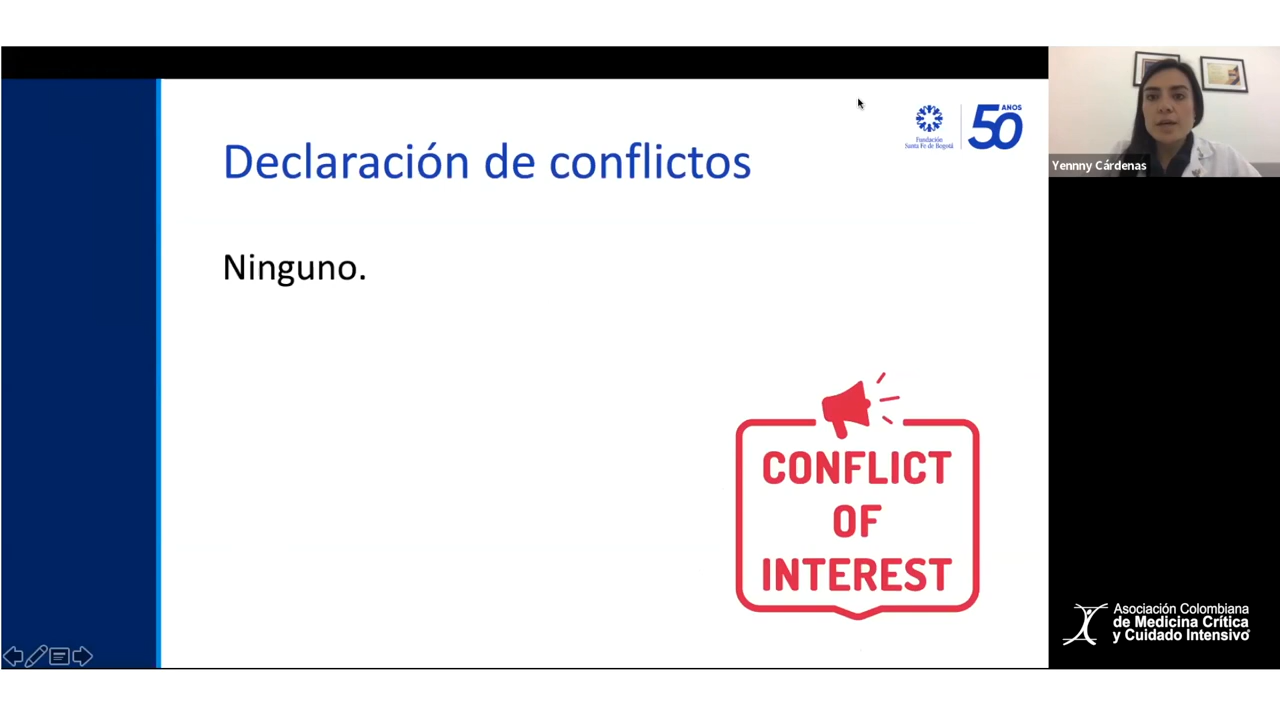 Declaración de conflictos
Ninguno.
Fundación
Santa Fe de Bogotá
50 AÑOS
CONFLICT
OF
INTEREST
Yennny Cárdenas
Asociación Colombiana
de Medicina Crítica
y Cuidado Intensivo